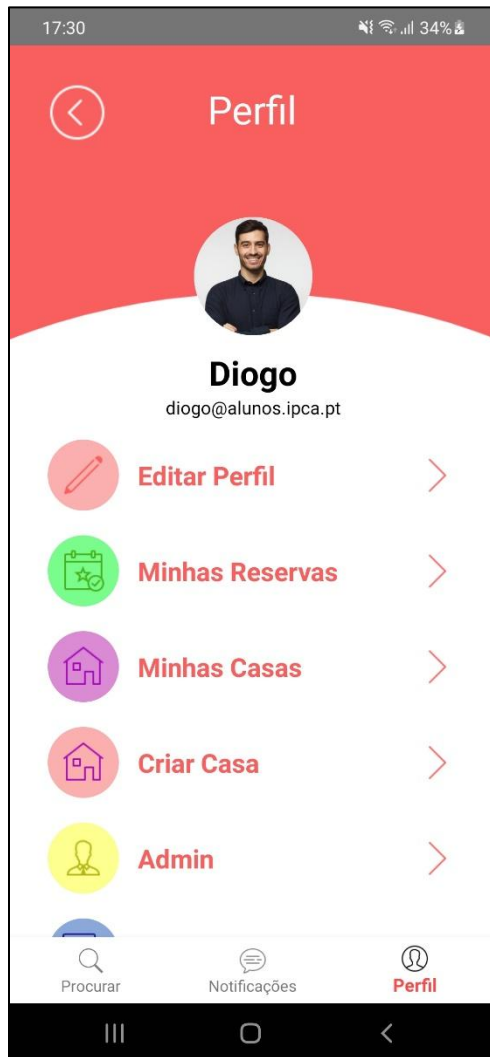 17:30
34%
Perfil
Diogo
diogo@alunos.ipca.pt
Editar Perfil
Minhas Reservas
Minhas Casas
Criar Casa
Admin
Procurar
Notificações
Perfil